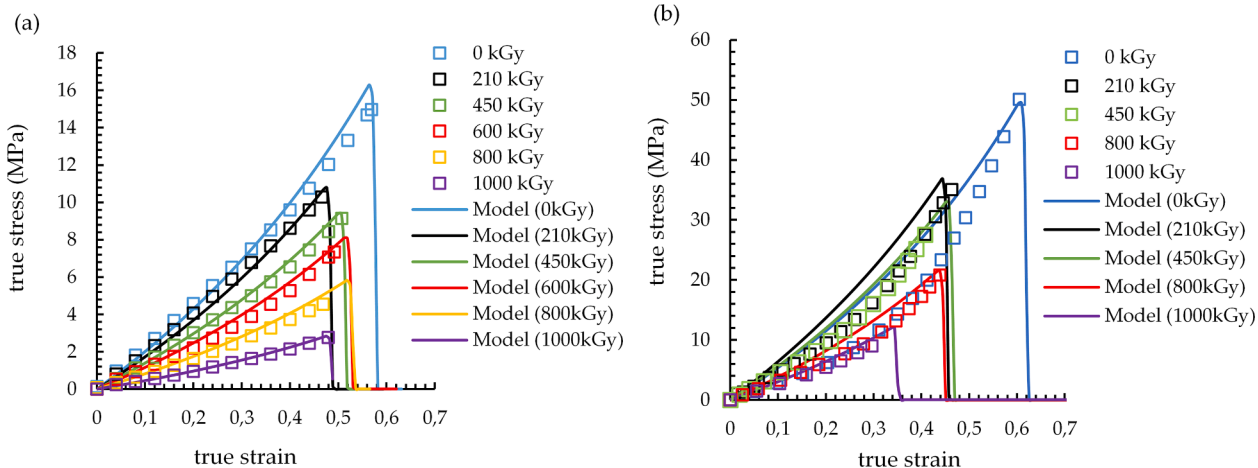 (a)
true stress (MPa)
18
16
14
12
10
8
6
4
2
0
0
0,1
0,2
0,3
0,4
0,5
0,6
0,7
true strain
0 kGy
210 kGy
450 kGy
600 kGy
800 kGy
1000 kGy
Model (0kGy)
Model (210kGy)
Model (450kGy)
Model (600kGy)
Model (800kGy)
Model (1000kGy)
(b)
true stress (MPa)
60
50
40
30
20
10
0
0
0,1
0,2
0,3
0,4
0,5
0,6
0,7
true strain
0 kGy
210 kGy
450 kGy
800 kGy
1000 kGy
Model (0kGy)
Model (210kGy)
Model (450kGy)
Model (800kGy)
Model (1000kGy)